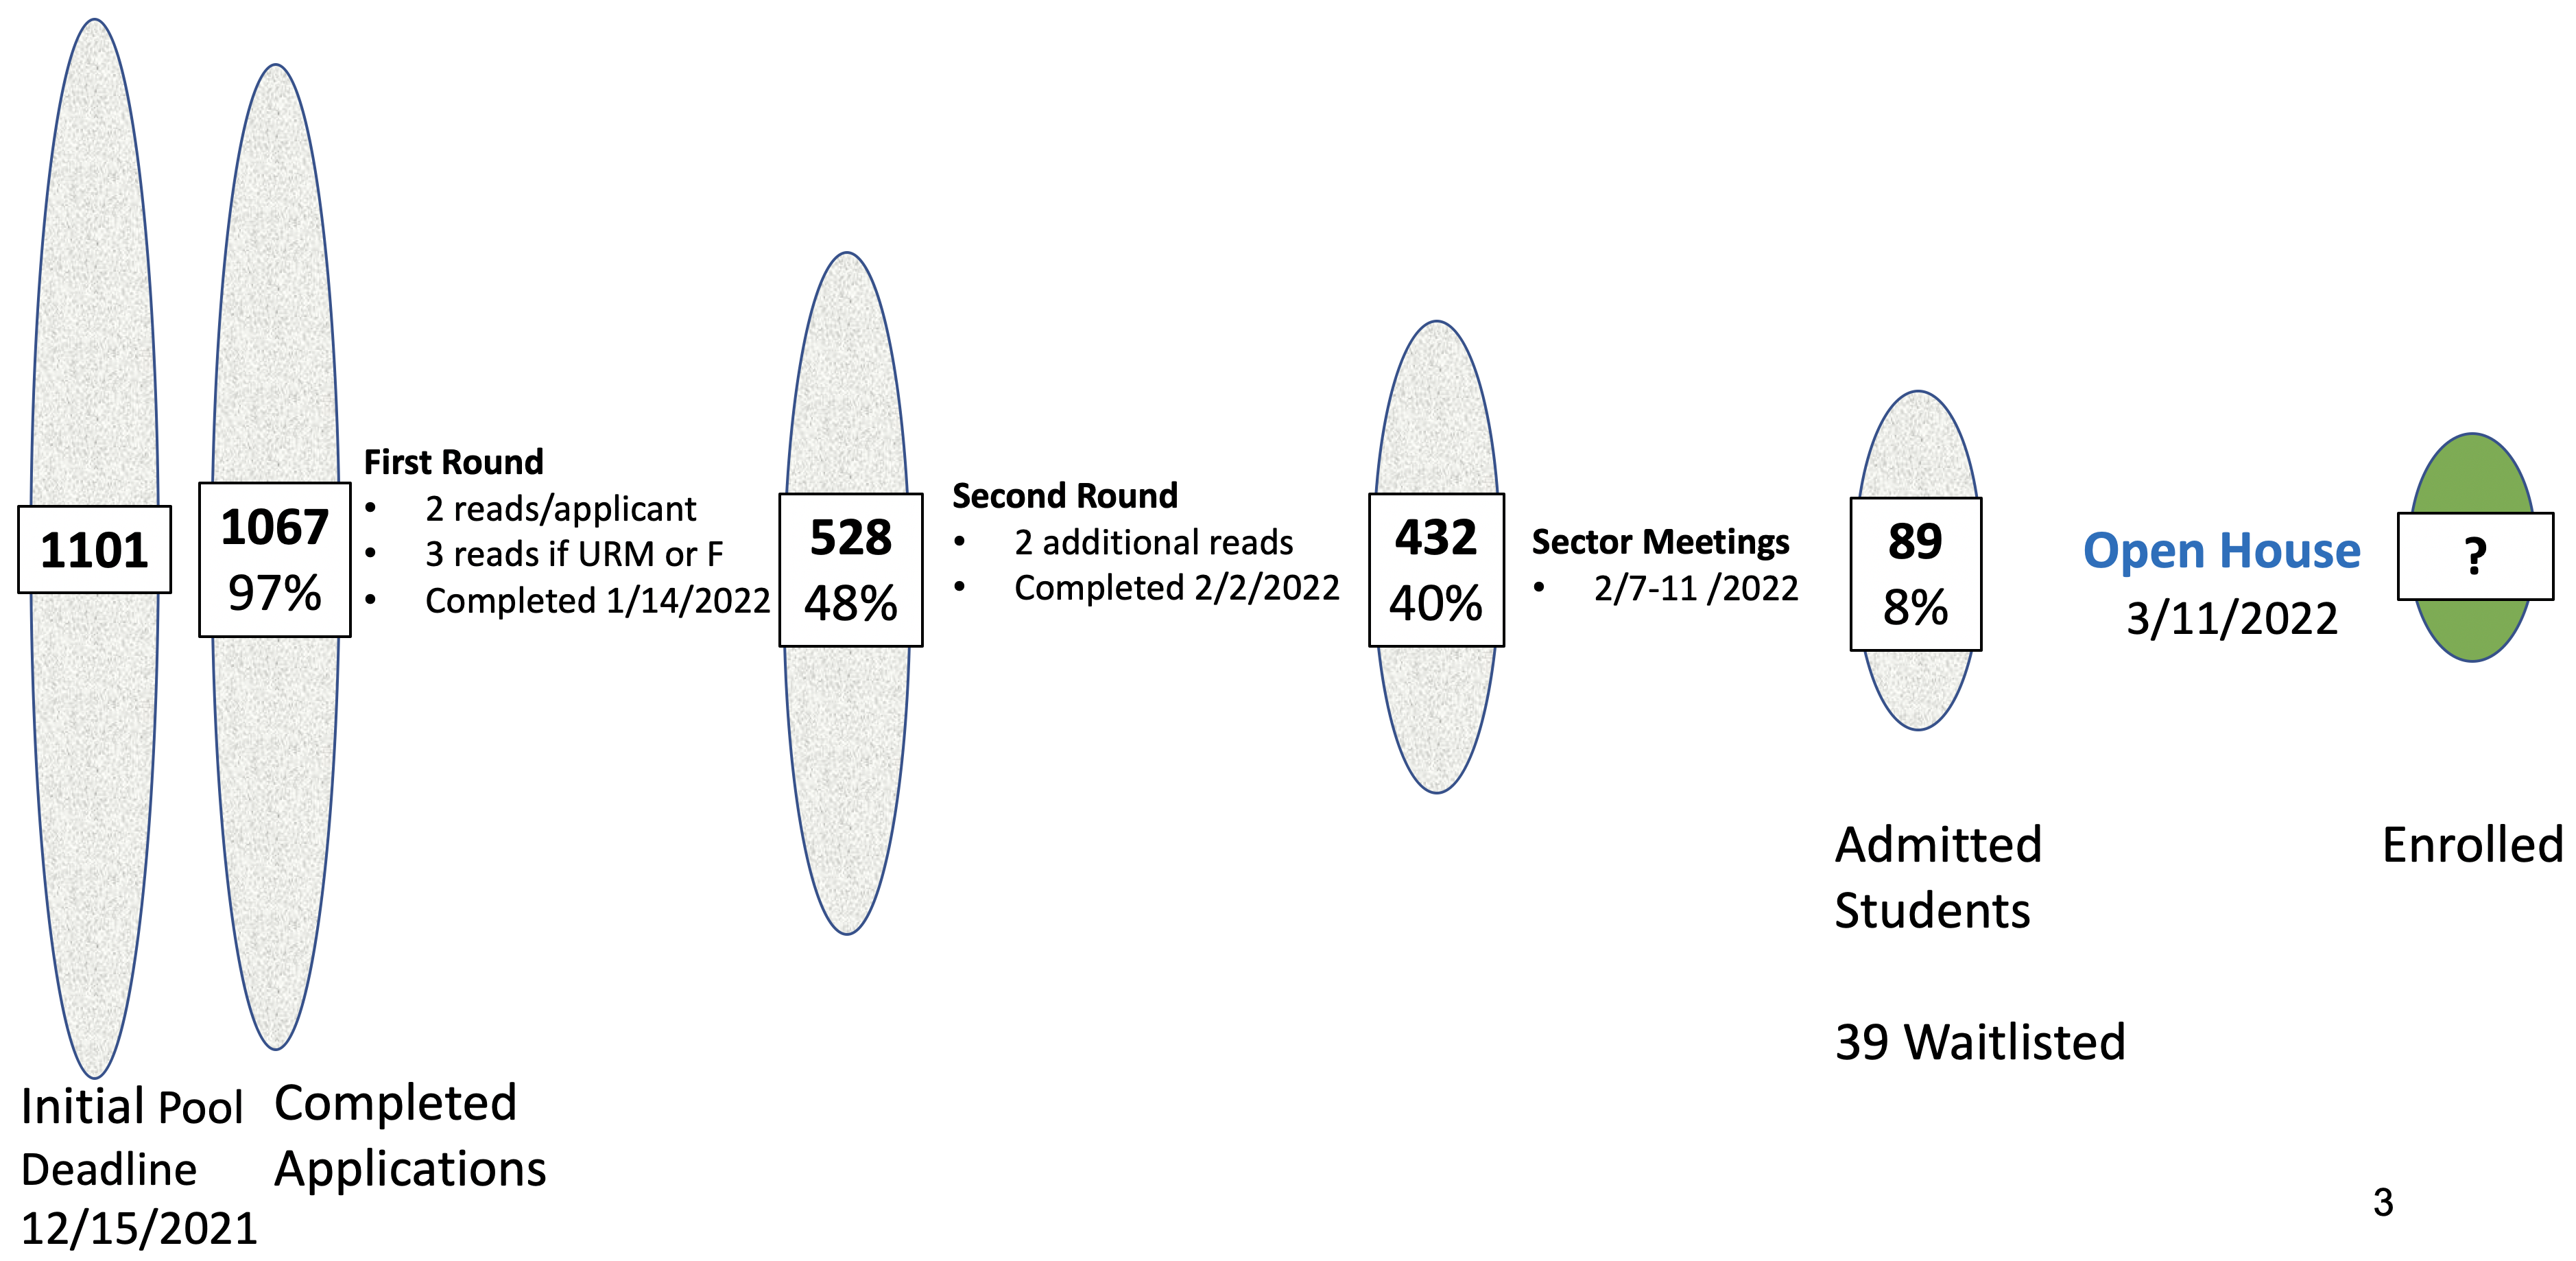 1101
1067
97%
First Round
• 2 reads/applicant
• 3 reads if URM or F
• Completed 1/14/2022
528
48%
Second Round
• 2 additional reads
• Completed 2/2/2022
432
40%
Sector Meetings
• 2/7-11 /2022
89
8%
Open House
3/11/2022
?
Initial Pool
Deadline
12/15/2021
Completed
Applications
Admitted
Students
39 Waitlisted
Enrolled
3